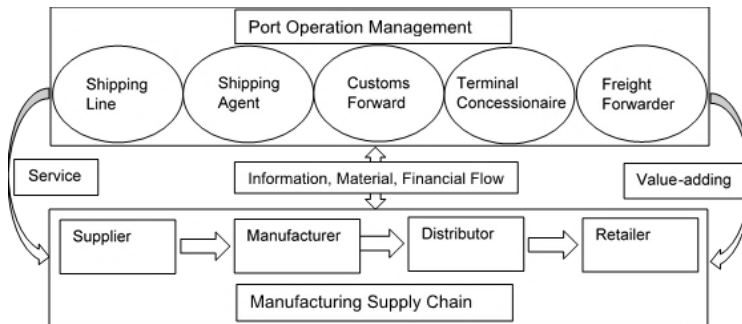 Port Operation Management
Shipping
Line
Shipping
Agent
Customs
Forward
Terminal
Concessionaire
Freight
Forwarder
Service
Information, Material, Financial Flow
Value-adding
Supplier
Manufacturer
Distributor
Retailer
Manufacturing Supply Chain